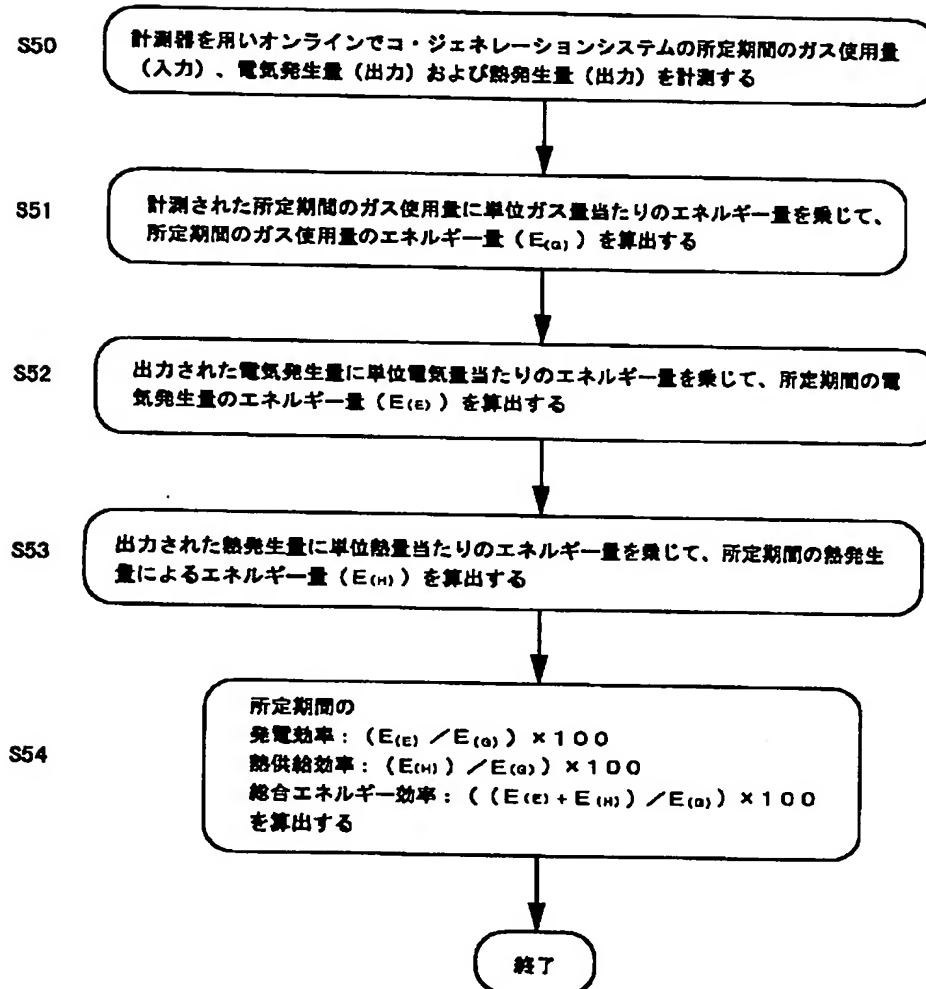 S50
計測器を用いオンラインでコ・ジェネレーションシステムの所定期間のガス使用量
（入力）、電気発生量（出力）および熱発生量（出力）を計測する
S51
計測された所定期間のガス使用量に単位ガス量当たりのエネルギー量を乗じて、
所定期間のガス使用量のエネルギー量（E(G)）を算出する
S52
出力された電気発生量に単位電気量当たりのエネルギー量を乗じて、所定期間の電
気発生量のエネルギー量（E(E)）を算出する
S53
出力された熱発生量に単位熱量当たりのエネルギー量を乗じて、所定期間の熱発生
量によるエネルギー量（E(H)）を算出する
S54
所定期間の
発電効率：（E(E)／E(G)）×100
熱供給効率：（E(H)）／E(G)）×100
総合エネルギー効率：（（E(E)+E(H)）／E(G)）×100
を算出する
終了